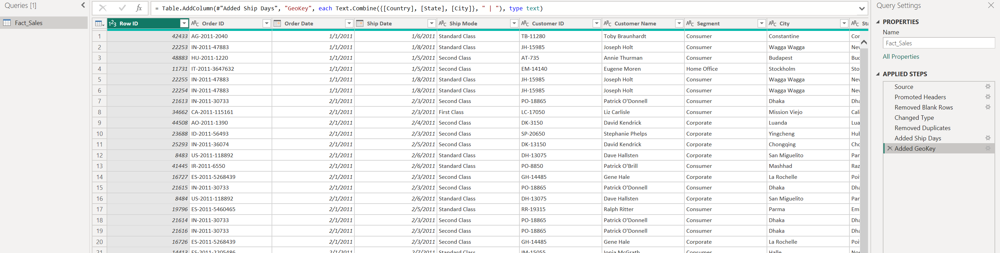 Queries [1]
Fact_Sales
fx = Table.AddColumn(#"Added Ship Days", "GeoKey", each Text.Combine({[Country], [State], [City]}, " | "), type text)
1²3 Row ID ABC Order ID Order Date Ship Date ABC Ship Mode ABC Customer ID ABC Customer Name ABC Segment ABC City ABC Sta
1 42433 AG-2011-2040 1/1/2011 1/6/2011 Standard Class TB-11280 Toby Braunhardt Consumer Constantine Con
2 22253 IN-2011-47883 1/1/2011 1/8/2011 Standard Class JH-15985 Joseph Holt Consumer Wagga Wagga Nev
3 48883 HU-2011-1220 1/1/2011 1/5/2011 Second Class AT-735 Annie Thurman Consumer Budapest Buc
4 11731 IT-2011-3647632 1/1/2011 1/5/2011 Second Class EM-14140 Eugene Moren Home Office Stockholm Sto
5 22255 IN-2011-47883 1/1/2011 1/8/2011 Standard Class JH-15985 Joseph Holt Consumer Wagga Wagga Nev
6 22254 IN-2011-47883 1/1/2011 1/8/2011 Standard Class JH-15985 Joseph Holt Consumer Wagga Wagga Nev
7 21613 IN-2011-30733 2/1/2011 2/3/2011 Second Class PO-18865 Patrick O'Donnell Consumer Dhaka Dha
8 34662 CA-2011-115161 2/1/2011 2/3/2011 First Class LC-17050 Liz Carlisle Consumer Mission Viejo Cali
9 44508 AO-2011-1390 2/1/2011 2/4/2011 Second Class DK-3150 David Kendrick Corporate Luanda Lua
10 23688 ID-2011-56493 2/1/2011 2/3/2011 Second Class SP-20650 Stephanie Phelps Corporate Yingcheng Hub
11 25293 IN-2011-36074 2/1/2011 2/5/2011 Second Class DK-13150 David Kendrick Corporate Chongqing Cho
12 8483 US-2011-118892 2/1/2011 2/6/2011 Standard Class DH-13075 Dave Hallsten Corporate San Miguelito Pan
13 41445 IR-2011-6550 2/1/2011 2/6/2011 Standard Class PO-8850 Patrick O'Brill Consumer Mashhad Raz
14 16727 ES-2011-5268439 2/1/2011 2/3/2011 Second Class GH-14485 Gene Hale Corporate La Rochelle Poi
15 21615 IN-2011-30733 2/1/2011 2/3/2011 Second Class PO-18865 Patrick O'Donnell Consumer Dhaka Dha
16 8484 US-2011-118892 2/1/2011 2/6/2011 Standard Class DH-13075 Dave Hallsten Corporate San Miguelito Pan
17 19796 ES-2011-5460465 2/1/2011 2/5/2011 Standard Class RR-19315 Ralph Ritter Consumer Parma Em
18 21614 IN-2011-30733 2/1/2011 2/3/2011 Second Class PO-18865 Patrick O'Donnell Consumer Dhaka Dha
19 21616 IN-2011-30733 2/1/2011 2/3/2011 Second Class PO-18865 Patrick O'Donnell Consumer Dhaka Dha
20 16726 ES-2011-5268439 2/1/2011 2/3/2011 Second Class GH-14485 Gene Hale Corporate La Rochelle Poi
21 14413 ES-2011-2205486 2/1/2011 2/7/2011 Standard Class JM-15055 Jonia McGrath Consumer Halle Nor
Query Settings
PROPERTIES
Name
Fact_Sales
All Properties
APPLIED STEPS
Source
Promoted Headers
Removed Blank Rows
Changed Type
Removed Duplicates
Added Ship Days
Added GeoKey